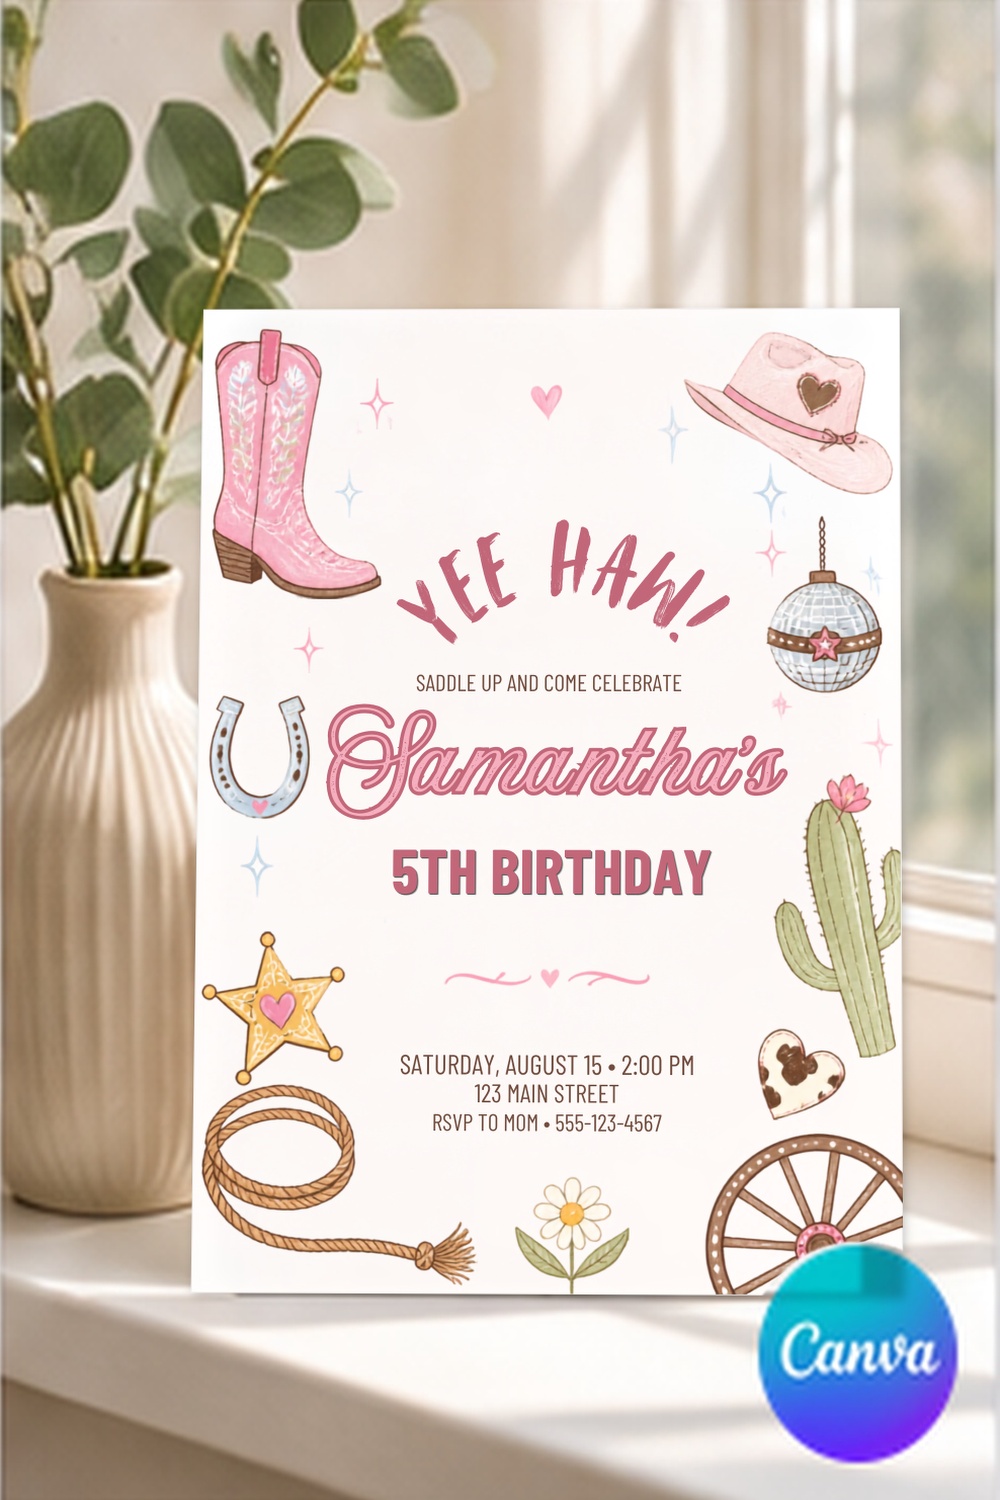 YEE HAW!
SADDLE UP AND COME CELEBRATE
Samantha's
5TH BIRTHDAY
SATURDAY, AUGUST 15 • 2:00 PM
123 MAIN STREET
RSVP TO MOM • 555-123-4567
Canva